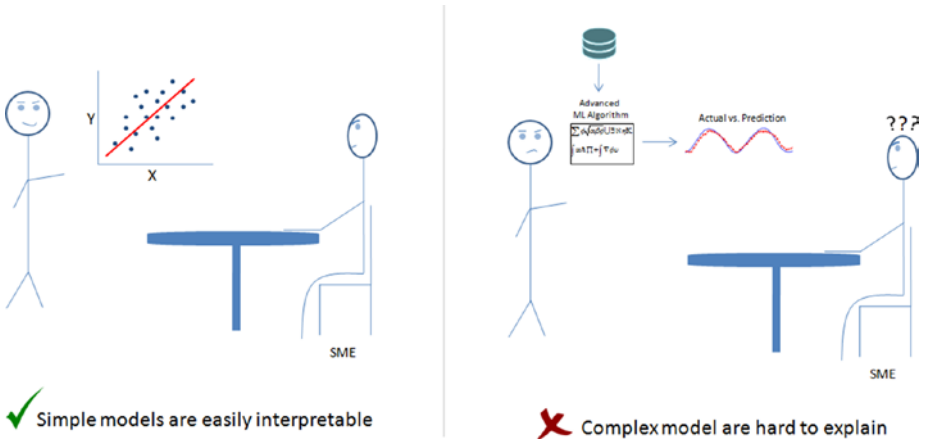 Y
X
SME
Simple models are easily interpretable
Advanced
ML Algorithm
Actual vs. Prediction
???
SME
Complex model are hard to explain